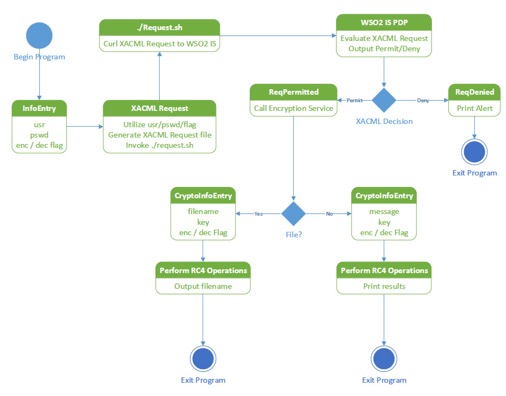 ./Request.sh
Curl XACML Request to WSO2 IS
WSO2 IS PDP
Evaluate XACML Request
Output Permit/Deny
Begin Program
InfoEntry
usr
pswd
enc / dec flag
XACML Request
Utilize usr/pswd/flag
Generate XACML Request file
Invoke ./request.sh
ReqPermitted
Call Encryption Service
Permit
XACML Decision
Deny
ReqDenied
Print Alert
Exit Program
CryptoInfoEntry
filename
key
enc / dec Flag
Yes
File?
No
CryptoInfoEntry
message
key
enc / dec Flag
Perform RC4 Operations
Output filename
Perform RC4 Operations
Print results
Exit Program
Exit Program